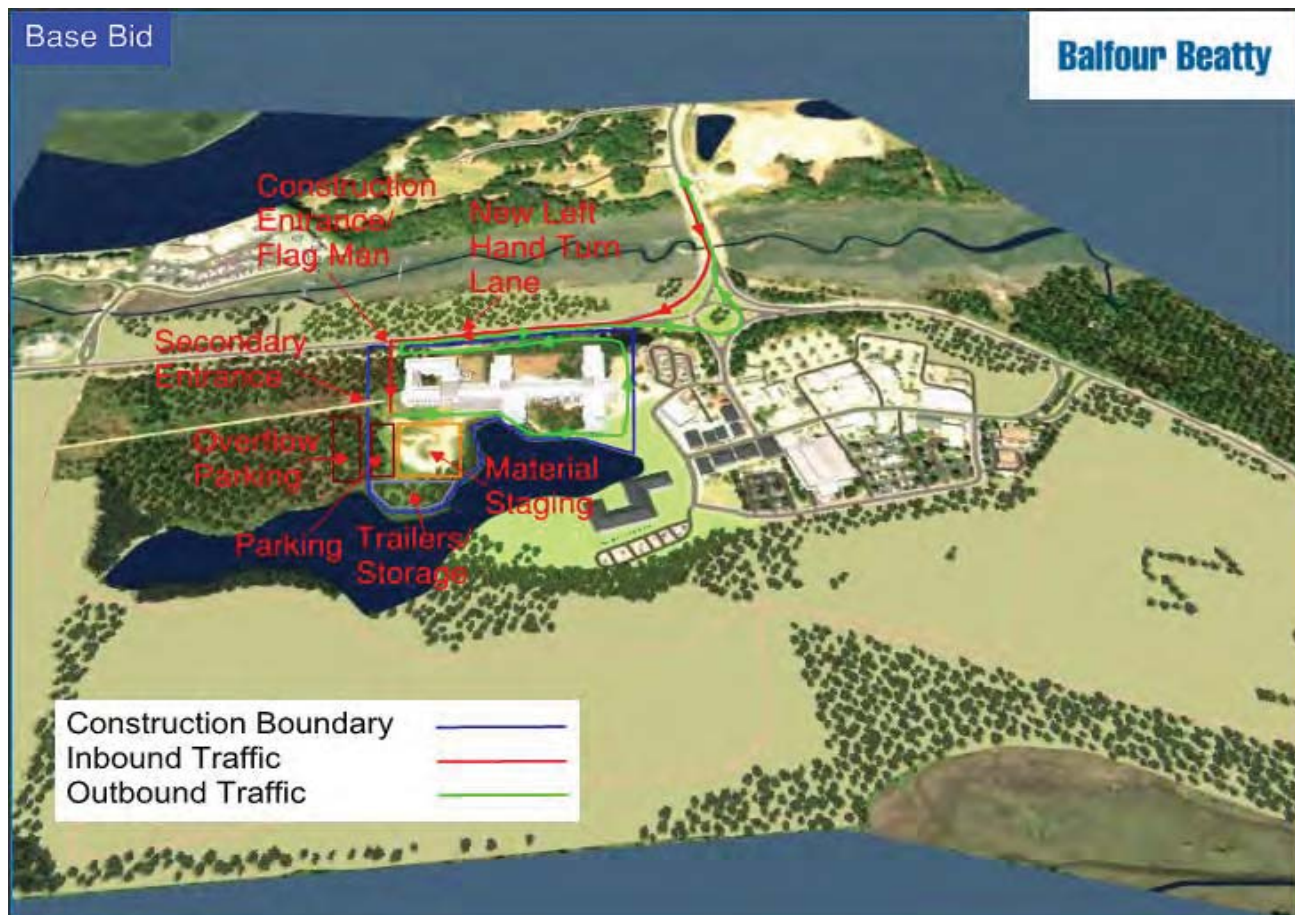 Base Bid
Balfour Beatty
Construction
Entrance/
Flag Man
New Left
Hand Turn
Lane
Secondary
Entrance
Overflow
Parking
Material
Staging
Parking
Trailers/
Storage
Construction Boundary
Inbound Traffic
Outbound Traffic